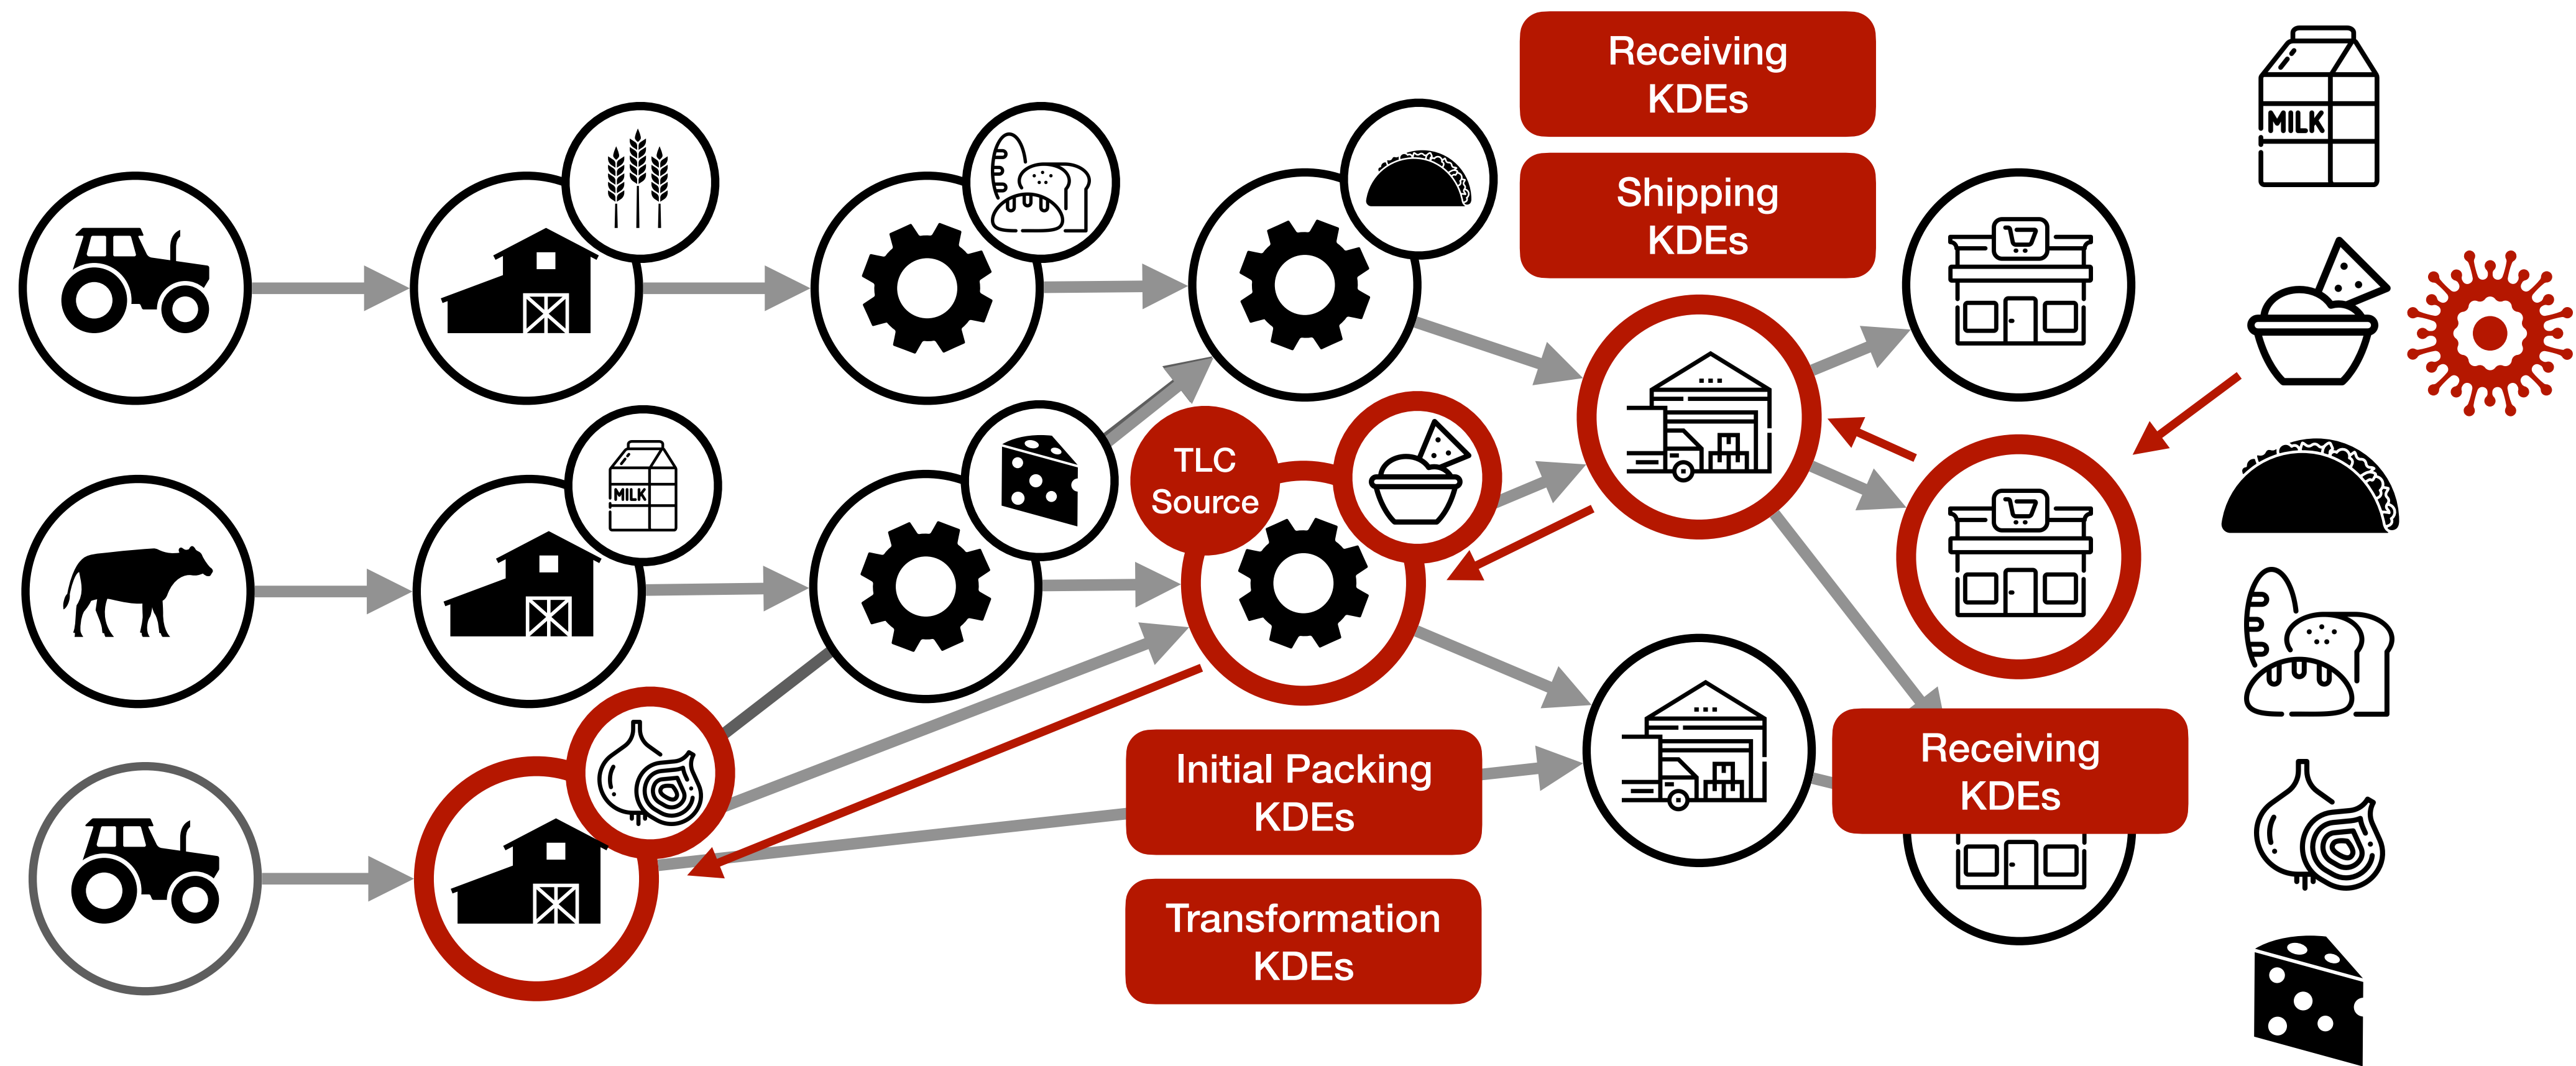 Receiving
KDEs
Shipping
KDEs
MILK
MILK
TLC
Source
Initial Packing
KDEs
Transformation
KDEs
Receiving
KDEs